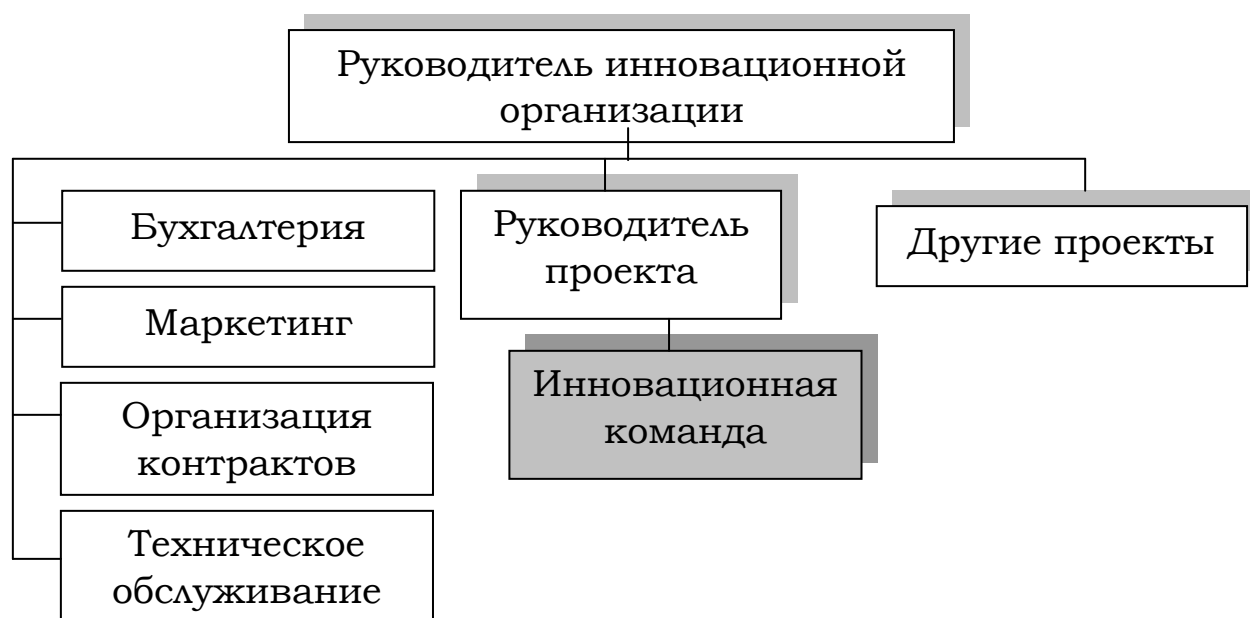 Руководитель инновационной
организации
Бухгалтерия
Маркетинг
Организация
контрактов
Техническое
обслуживание
Руководитель
проекта
Инновационная
команда
Другие проекты